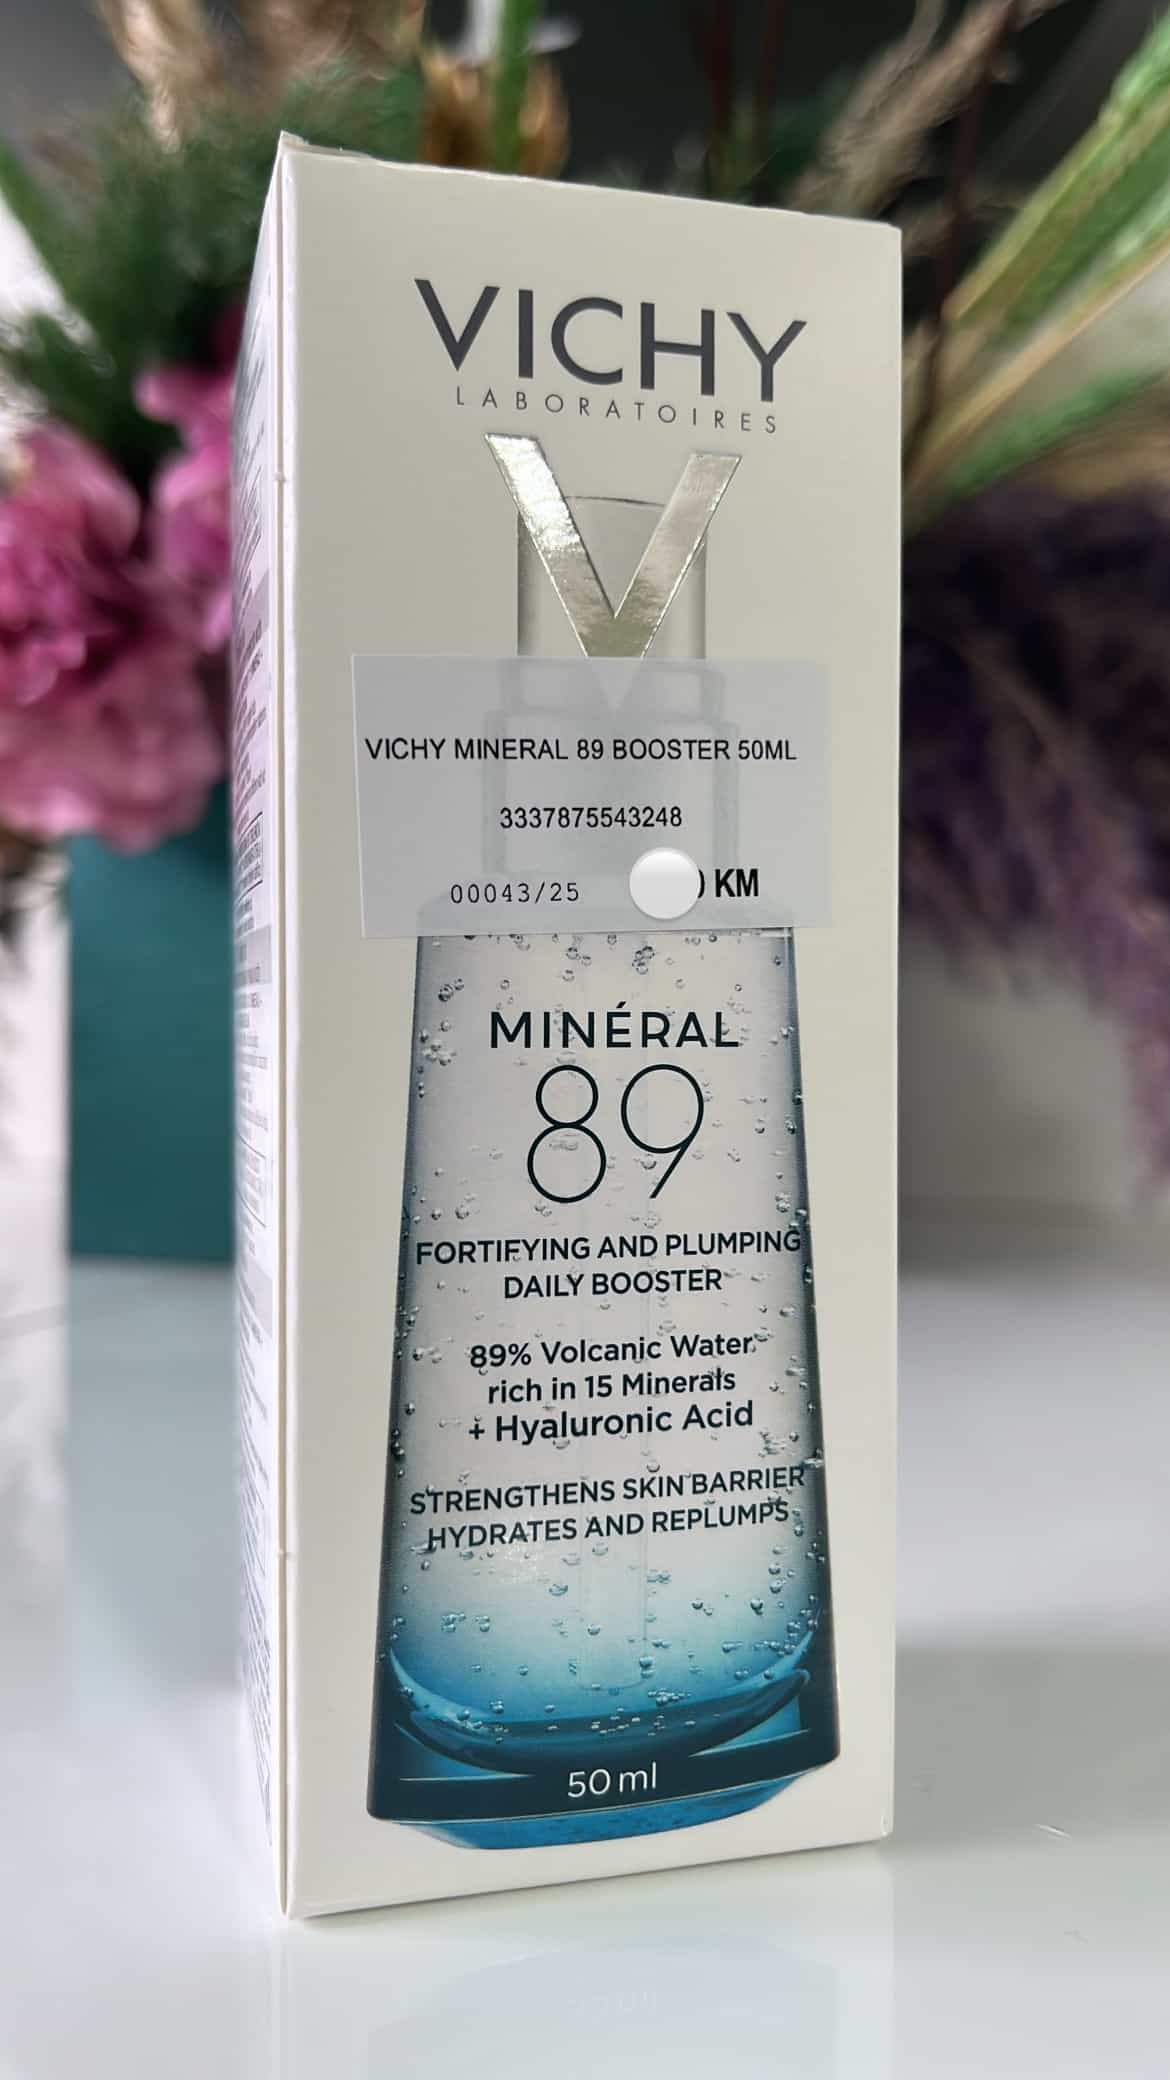 VICHY
LABORATOIRES
VICHY MINERAL 89 BOOSTER 50ML
3337875543248
00043/25 KM
MINÉRAL
89
FORTIFYING AND PLUMPING
DAILY BOOSTER
89% Volcanic Water
rich in 15 Minerals
+ Hyaluronic Acid
STRENGTHENS SKIN BARRIER
HYDRATES AND REPLUMPS
50 ml